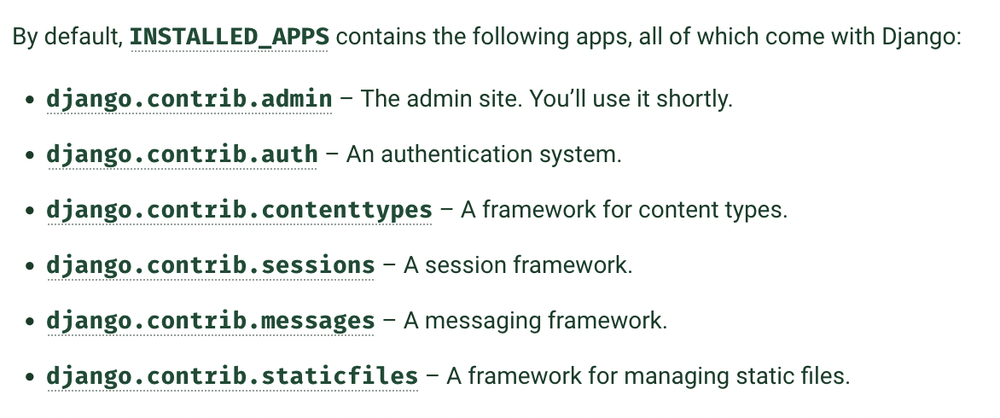 By default, INSTALLED_APPS contains the following apps, all of which come with Django:
• django.contrib.admin – The admin site. You’ll use it shortly.
• django.contrib.auth – An authentication system.
• django.contrib.contenttypes – A framework for content types.
• django.contrib.sessions – A session framework.
• django.contrib.messages – A messaging framework.
• django.contrib.staticfiles – A framework for managing static files.